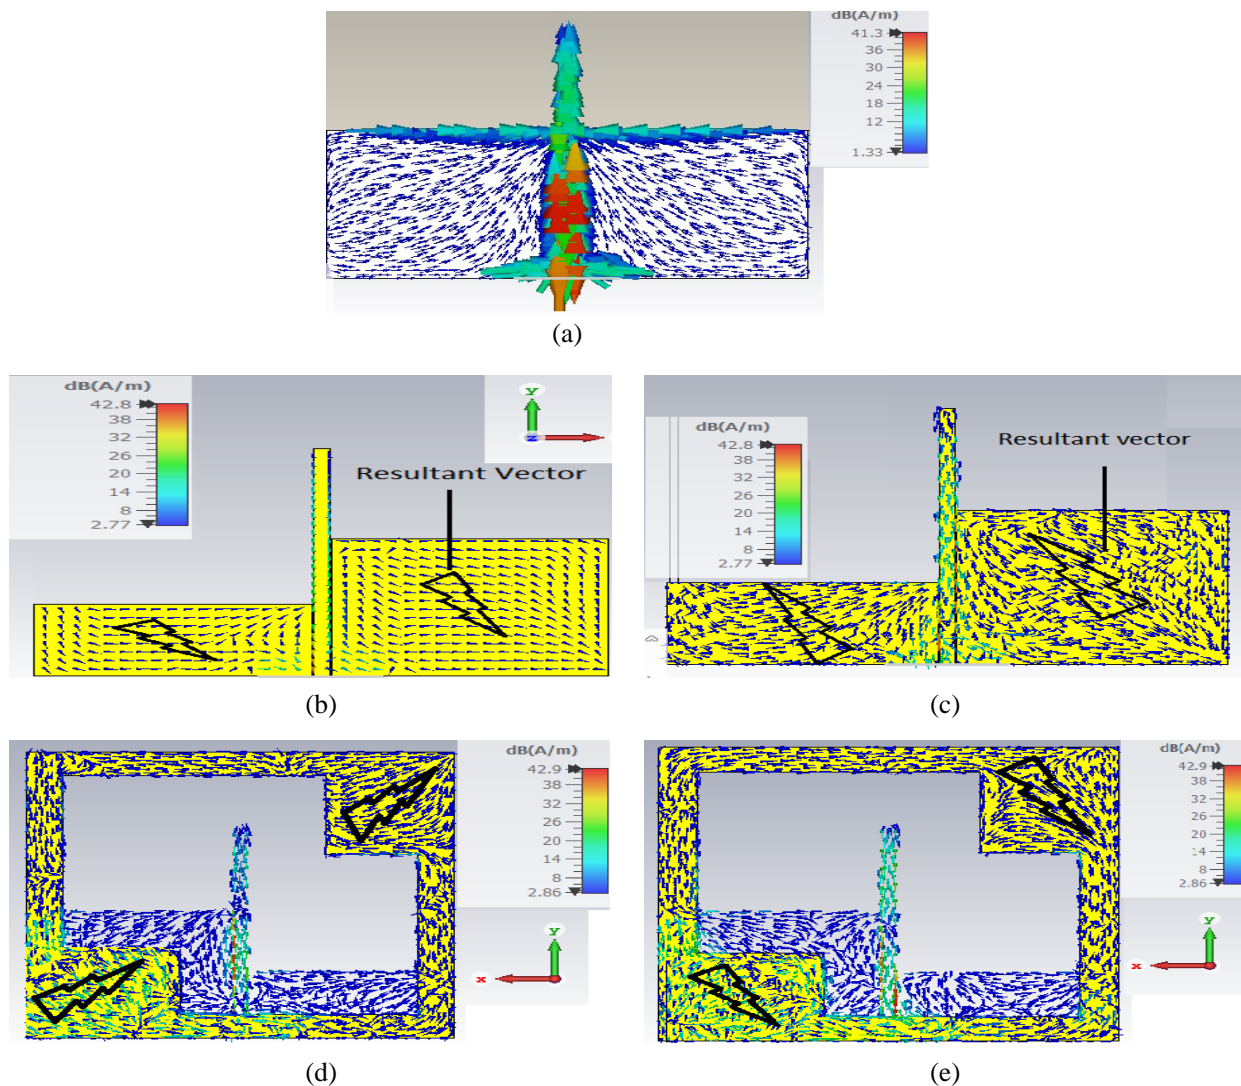 dB(A/m)
41.3
36
30
24
18
12
1.33
(a)
dB(A/m)
42.8
38
32
26
20
14
8
2.77
Y
z
Resultant Vector
(b)
dB(A/m)
42.8
38
32
26
20
14
8
2.77
Resultant vector
(c)
dB(A/m)
42.9
38
32
26
20
14
8
2.86
Y
x
(d)
dB(A/m)
42.9
38
32
26
20
14
8
2.86
Y
x
(e)